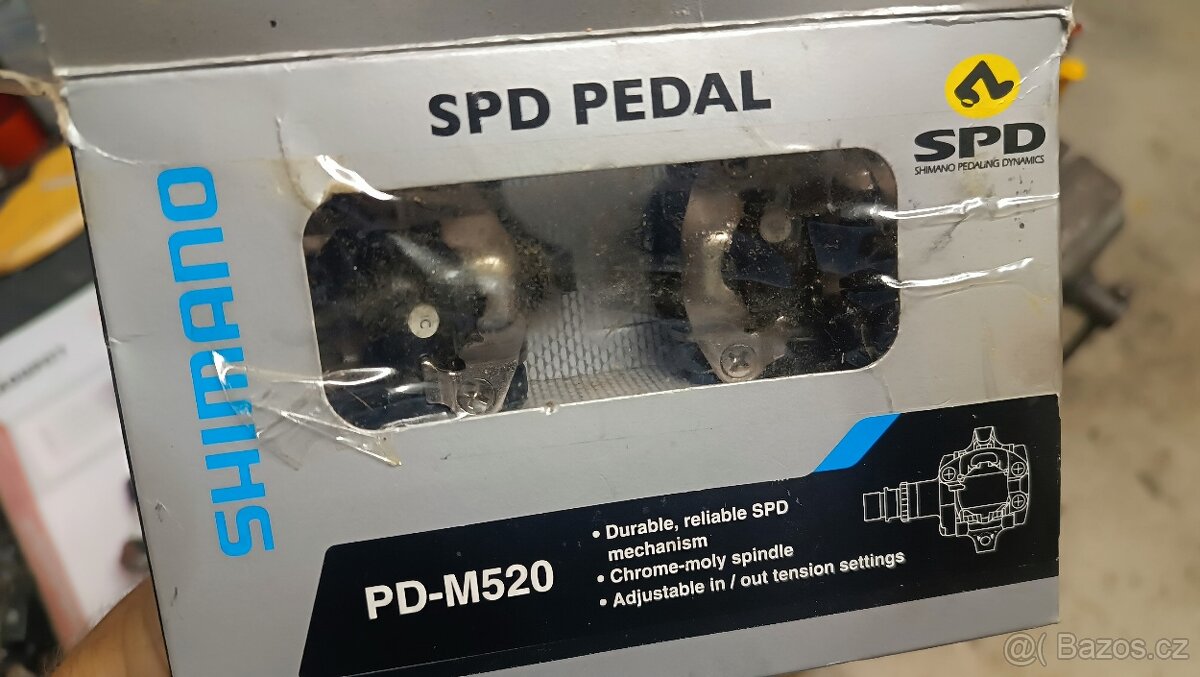 SPD PEDAL
SPD
SHIMANO PEDALING DYNAMICS
SHIMANO
C
PD-M520
• Durable, reliable SPD
mechanism
• Chrome-moly spindle
• Adjustable in / out tension settings
@( Bazos.cz